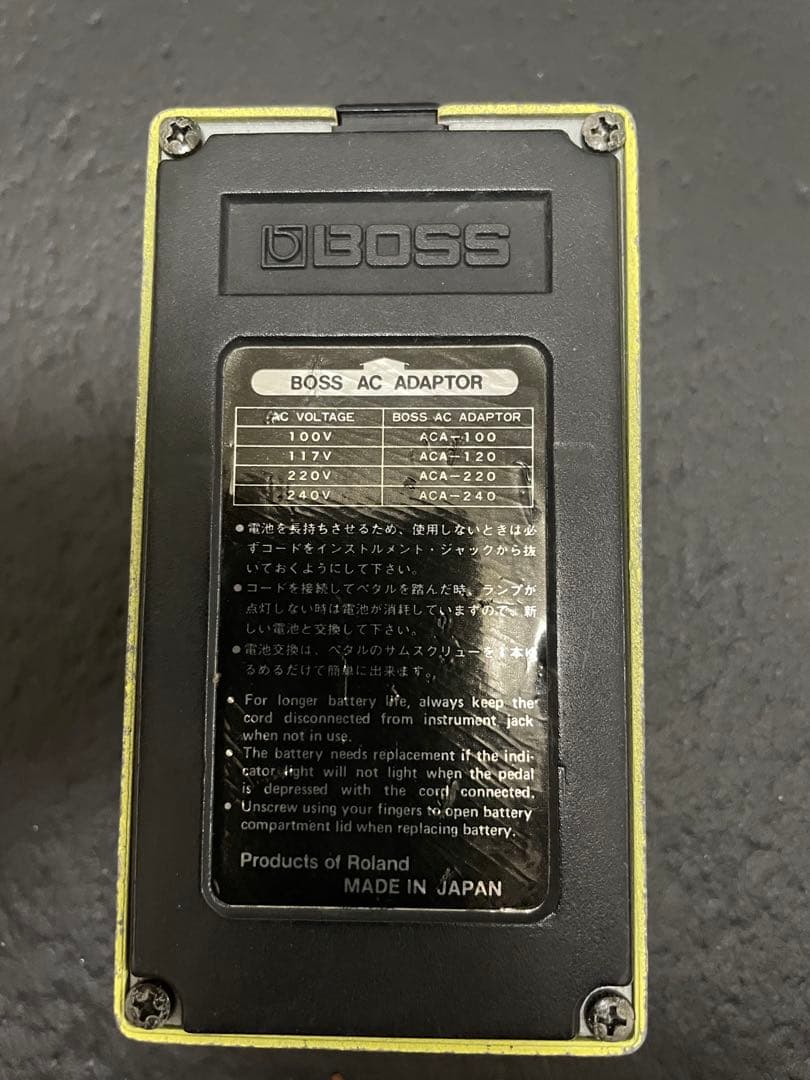 BOSS
BOSS AC ADAPTOR
AC VOLTAGE BOSS AC ADAPTOR
100V ACA-100
117V ACA-120
220V ACA-220
240V ACA-240
●電池を長持ちさせるため、使用しないときは必
ずコードをインストルメント・ジャックから抜
いておくようにして下さい。
●コードを接続してペタルを踏んだ時、ランプが
点灯しない時は電池が消耗していますので、新
しい電池と交換して下さい。
●電池交換は、ペタルのサムスクリューを1本ゆ
るめるだけで簡単に出来ます。
• For longer battery life, always keep the
cord disconnected from instrument jack
when not in use.
• The battery needs replacement if the indi-
cator light will not light when the pedal
is depressed with the cord connected.
• Unscrew using your fingers to open battery
compartment lid when replacing battery.
Products of Roland
MADE IN JAPAN